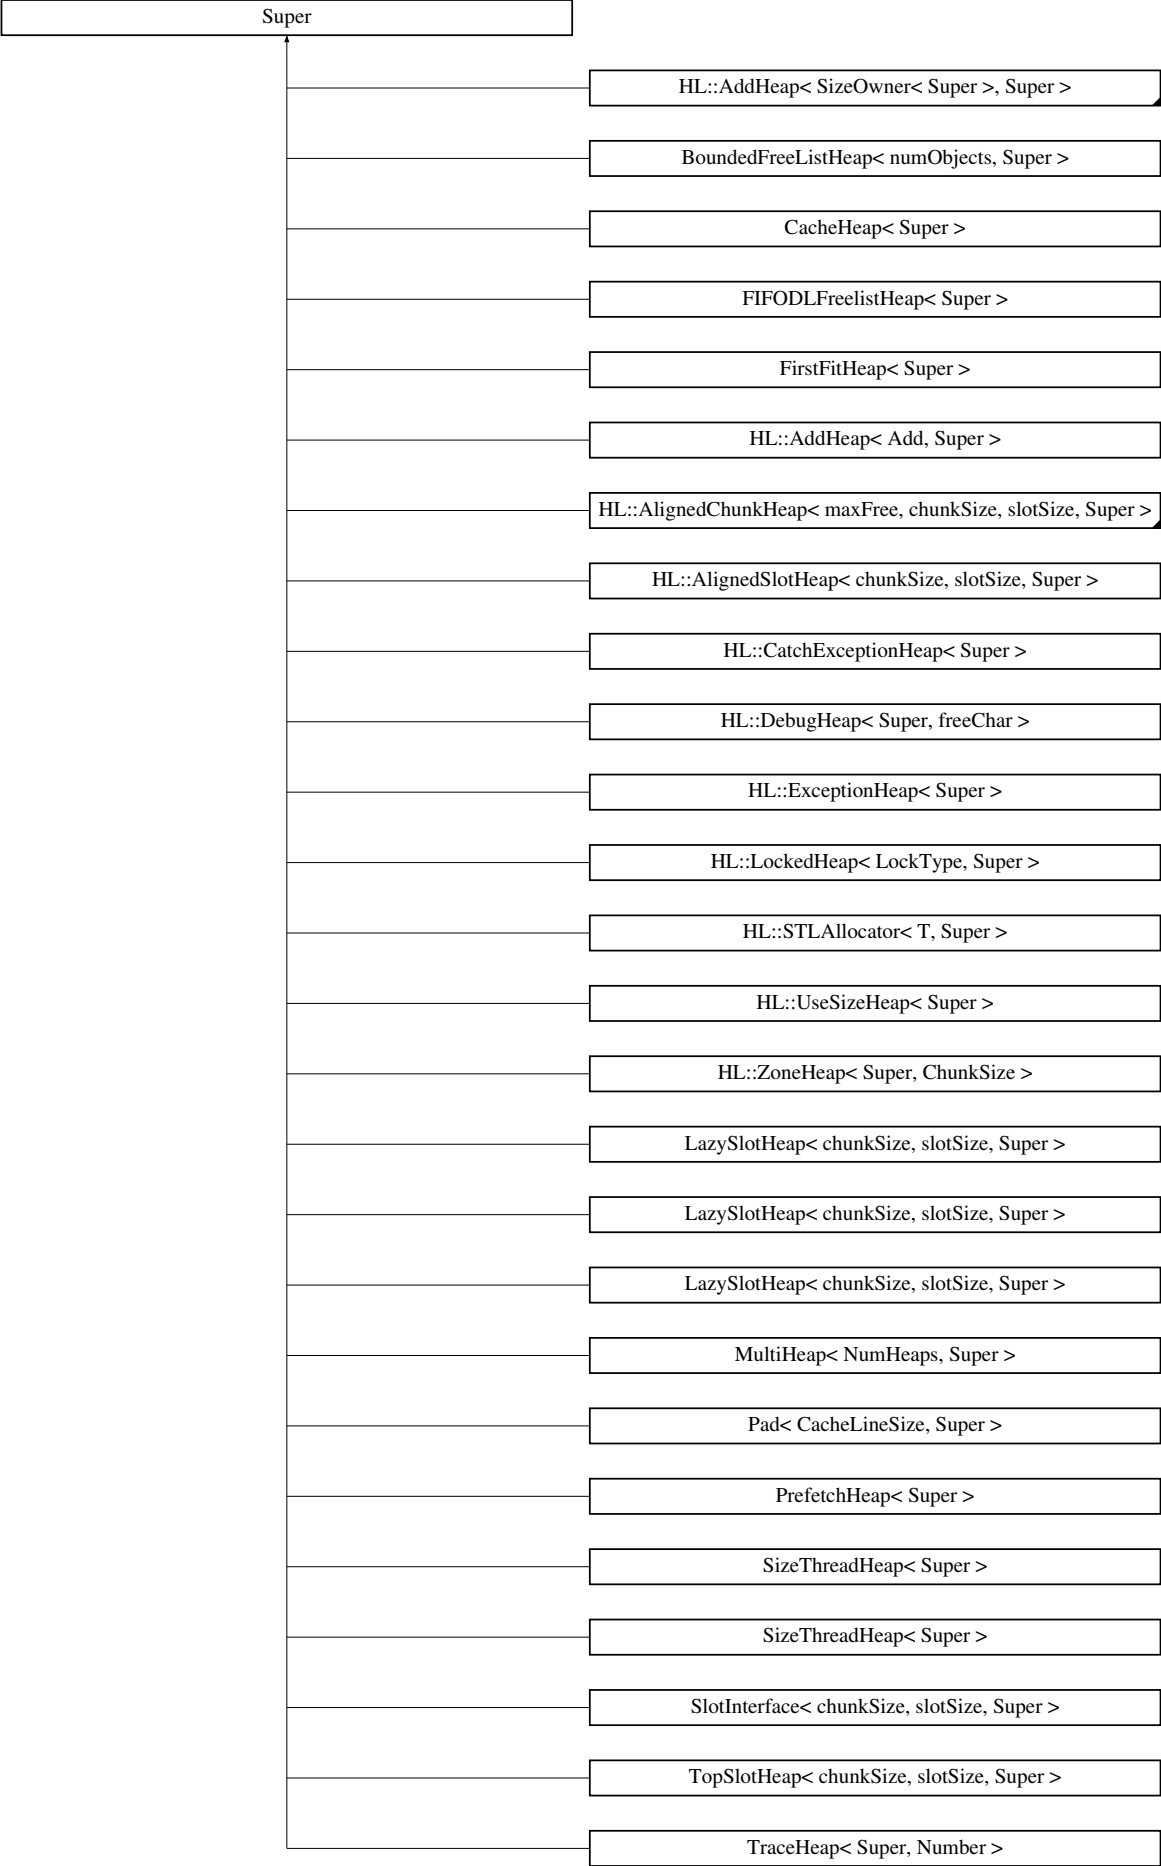 Super
HL::AddHeap< SizeOwner< Super >, Super >
BoundedFreeListHeap< numObjects, Super >
CacheHeap< Super >
FIFODLFreelistHeap< Super >
FirstFitHeap< Super >
HL::AddHeap< Add, Super >
HL::AlignedChunkHeap< maxFree, chunkSize, slotSize, Super >
HL::AlignedSlotHeap< chunkSize, slotSize, Super >
HL::CatchExceptionHeap< Super >
HL::DebugHeap< Super, freeChar >
HL::ExceptionHeap< Super >
HL::LockedHeap< LockType, Super >
HL::STLAllocator< T, Super >
HL::UseSizeHeap< Super >
HL::ZoneHeap< Super, ChunkSize >
LazySlotHeap< chunkSize, slotSize, Super >
LazySlotHeap< chunkSize, slotSize, Super >
LazySlotHeap< chunkSize, slotSize, Super >
MultiHeap< NumHeaps, Super >
Pad< CacheLineSize, Super >
PrefetchHeap< Super >
SizeThreadHeap< Super >
SizeThreadHeap< Super >
SlotInterface< chunkSize, slotSize, Super >
TopSlotHeap< chunkSize, slotSize, Super >
TraceHeap< Super, Number >